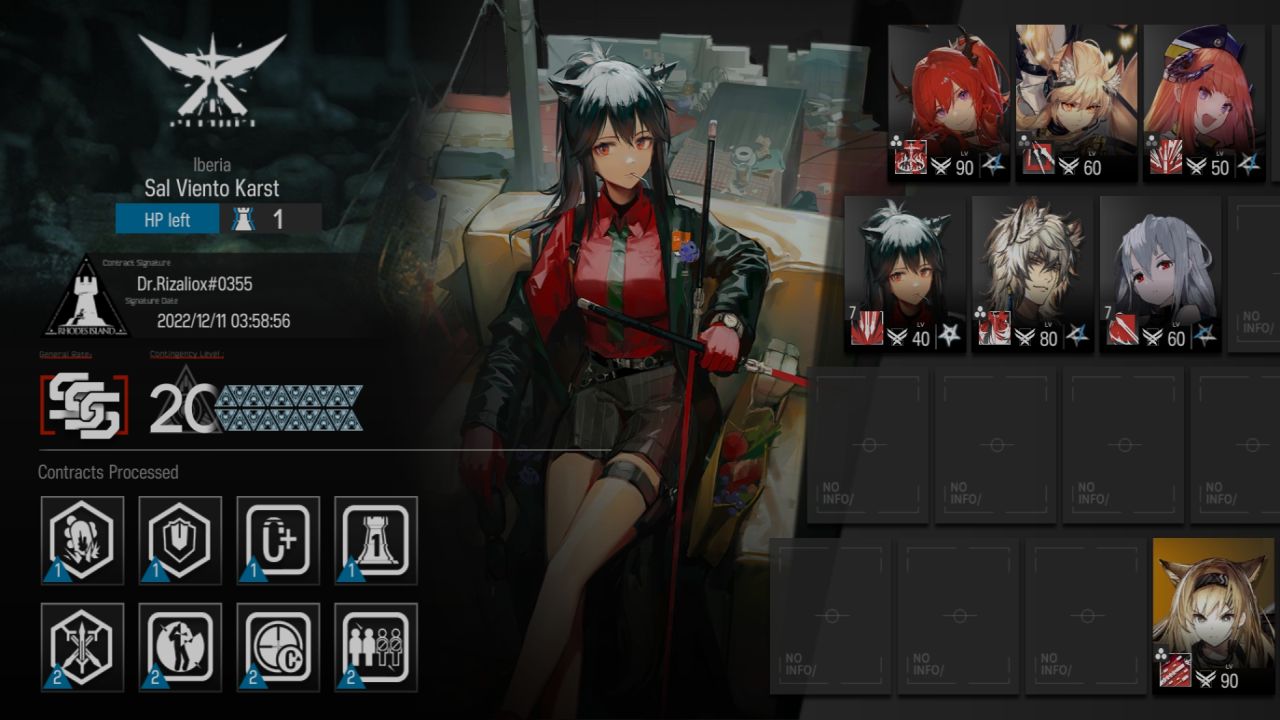 Iberia
Sal Viento Karst
HP left 1
Contract Signature
Dr.Rizaliox#0355
Signature Date
2022/12/11 03:58:56
RHODES ISLAND
General Rate:
Contingency Level:
20
Contracts Processed
1
1
1
1
1
2
2
2
2
LV
90
LV
60
LV
50
7
LV
40
LV
80
7
LV
60
NO
INFO/
NO
INFO/
NO
INFO/
NO
INFO/
NO
INFO/
NO
INFO/
NO
INFO/
NO
INFO/
LV
90